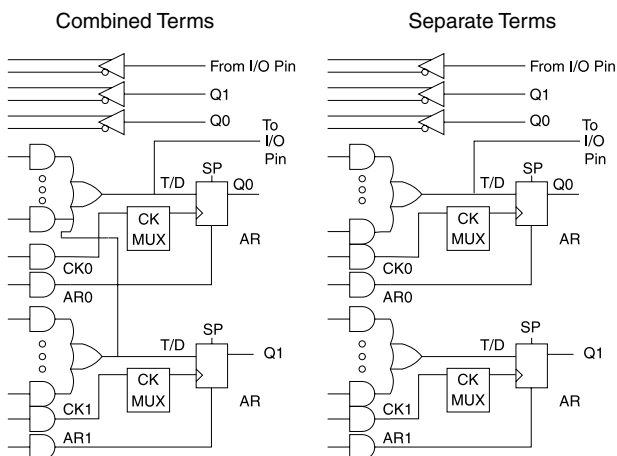 Combined Terms
From I/O Pin
Q1
Q0
To
I/O
Pin
SP
T/D
Q0
CK
MUX
CK0
AR
AR0
SP
T/D
Q1
CK
MUX
CK1
AR
AR1
Separate Terms
From I/O Pin
Q1
Q0
To
I/O
Pin
SP
T/D
Q0
CK
MUX
CK0
AR
AR0
SP
T/D
Q1
CK
MUX
CK1
AR
AR1